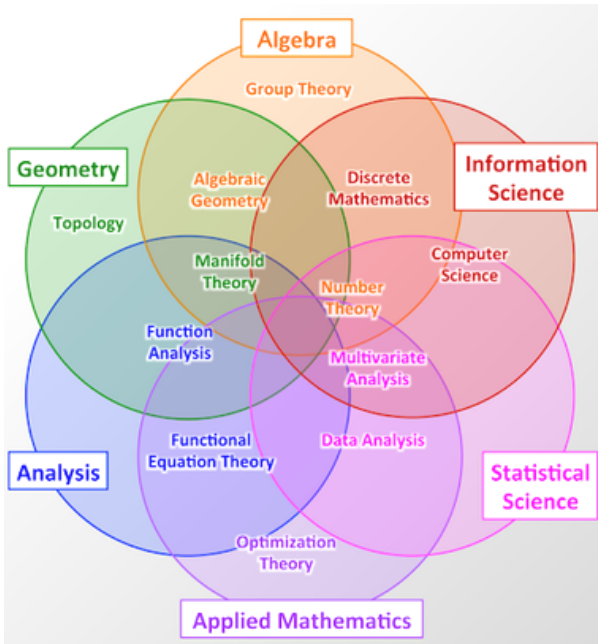 Algebra
Group Theory
Geometry
Information
Science
Algebraic
Geometry
Discrete
Mathematics
Topology
Manifold
Theory
Computer
Science
Number
Theory
Function
Analysis
Multivariate
Analysis
Functional
Equation Theory
Data Analysis
Analysis
Statistical
Science
Optimization
Theory
Applied Mathematics